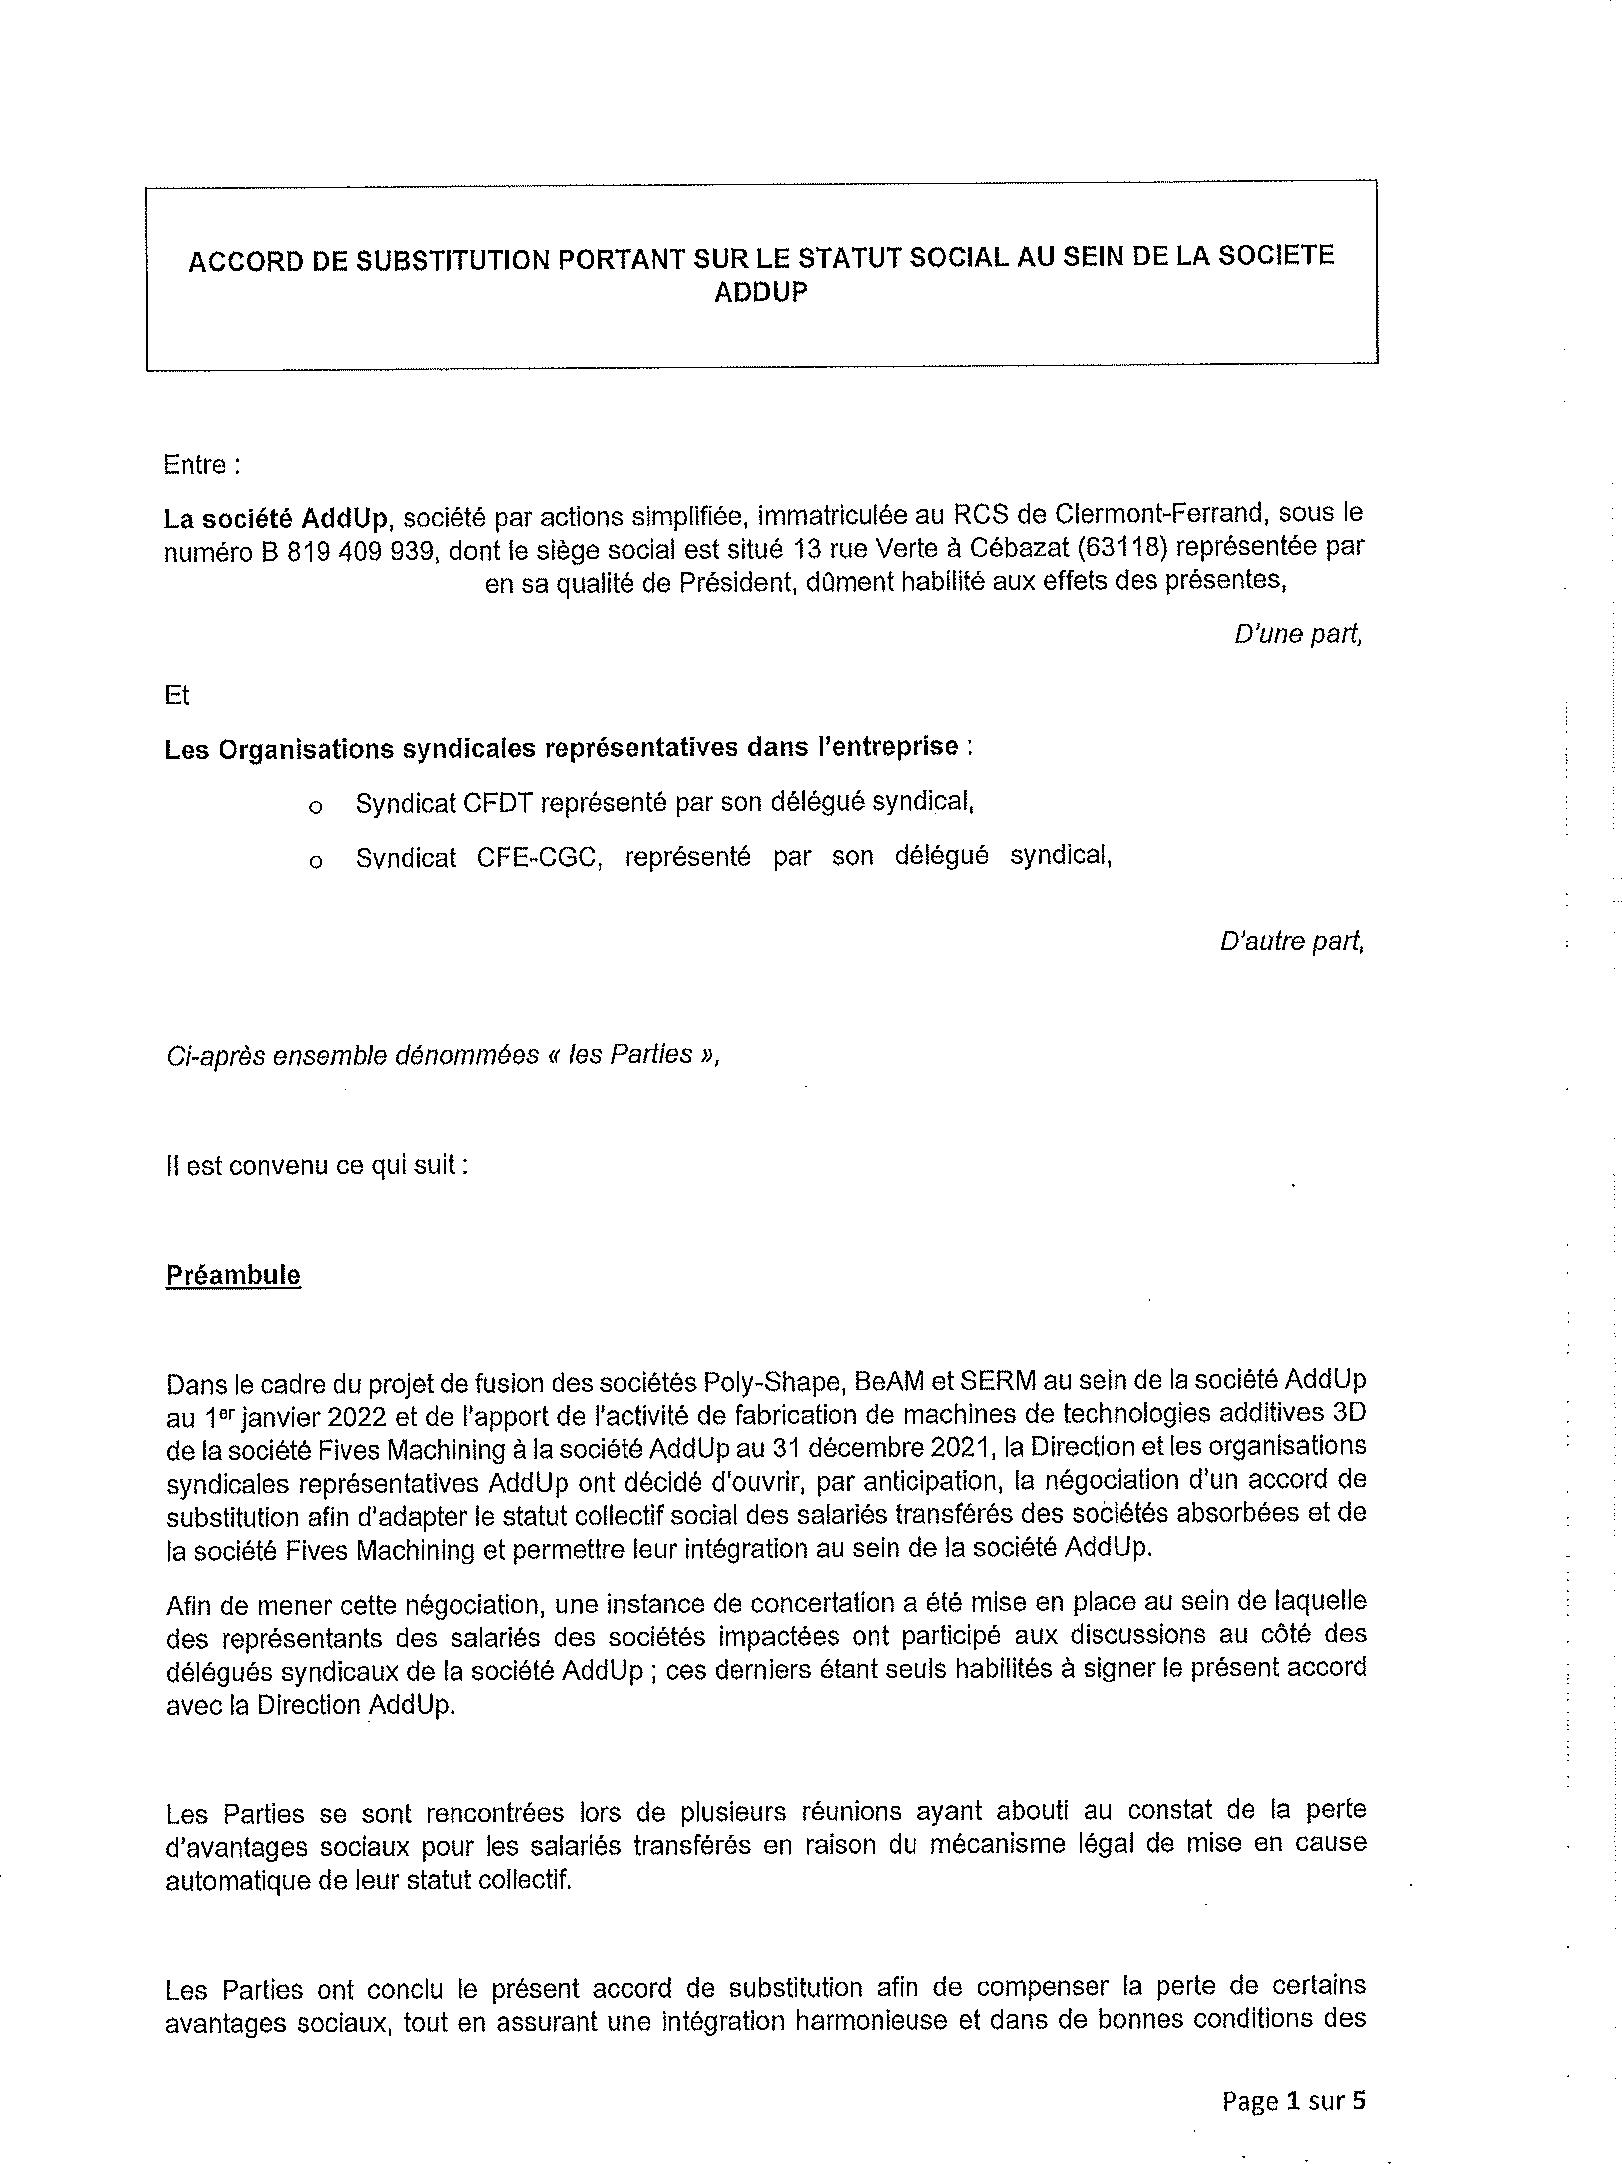 ACCORD DE SUBSTITUTION PORTANT SUR LE STATUT SOCIAL AU SEIN DE LA SOCIETE
ADDUP
Entre :
La société AddUp, société par actions simplifiée, immatriculée au RCS de Clermont-Ferrand, sous le
numéro B 819 409 939, dont le siège social est situé 13 rue Verte à Cébazat (63118) représentée par
en sa qualité de Président, dûment habilité aux effets des présentes,
D'une part,
Et
Les Organisations syndicales représentatives dans l'entreprise :
o Syndicat CFDT représenté par son délégué syndical,
o Syndicat CFE-CGC, représenté par son délégué syndical,
D'autre part,
Ci-après ensemble dénommées « les Parties »,
Il est convenu ce qui suit :
Préambule
Dans le cadre du projet de fusion des sociétés Poly-Shape, BeAM et SERM au sein de la société AddUp
au 1er janvier 2022 et de l'apport de l'activité de fabrication de machines de technologies additives 3D
de la société Fives Machining à la société AddUp au 31 décembre 2021, la Direction et les organisations
syndicales représentatives AddUp ont décidé d'ouvrir, par anticipation, la négociation d'un accord de
substitution afin d'adapter le statut collectif social des salariés transférés des sociétés absorbées et de
la société Fives Machining et permettre leur intégration au sein de la société AddUp.
Afin de mener cette négociation, une instance de concertation a été mise en place au sein de laquelle
des représentants des salariés des sociétés impactées ont participé aux discussions au côté des
délégués syndicaux de la société AddUp ; ces derniers étant seuls habilités à signer le présent accord
avec la Direction AddUp.
Les Parties se sont rencontrées lors de plusieurs réunions ayant abouti au constat de la perte
d'avantages sociaux pour les salariés transférés en raison du mécanisme légal de mise en cause
automatique de leur statut collectif.
Les Parties ont conclu le présent accord de substitution afin de compenser la perte de certains
avantages sociaux, tout en assurant une intégration harmonieuse et dans de bonnes conditions des
Page 1 sur 5